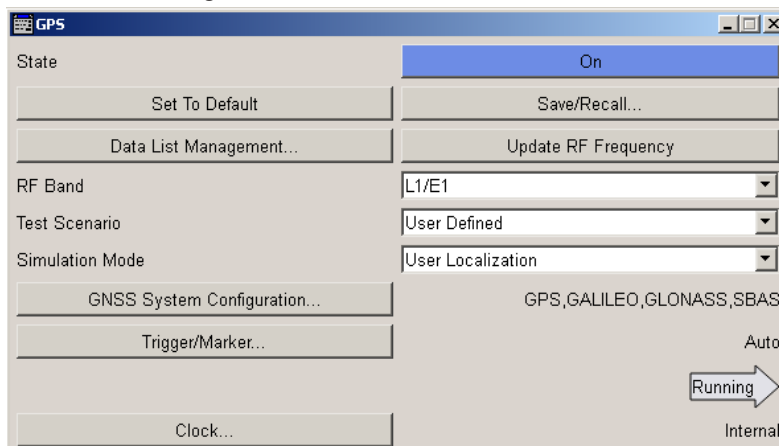 GPS
State On
Set To Default Save/Recall...
Data List Management... Update RF Frequency
RF Band L1/E1
Test Scenario User Defined
Simulation Mode User Localization
GNSS System Configuration... GPS,GALILEO,GLONASS,SBAS
Trigger/Marker... Auto
Running
Clock... Internal